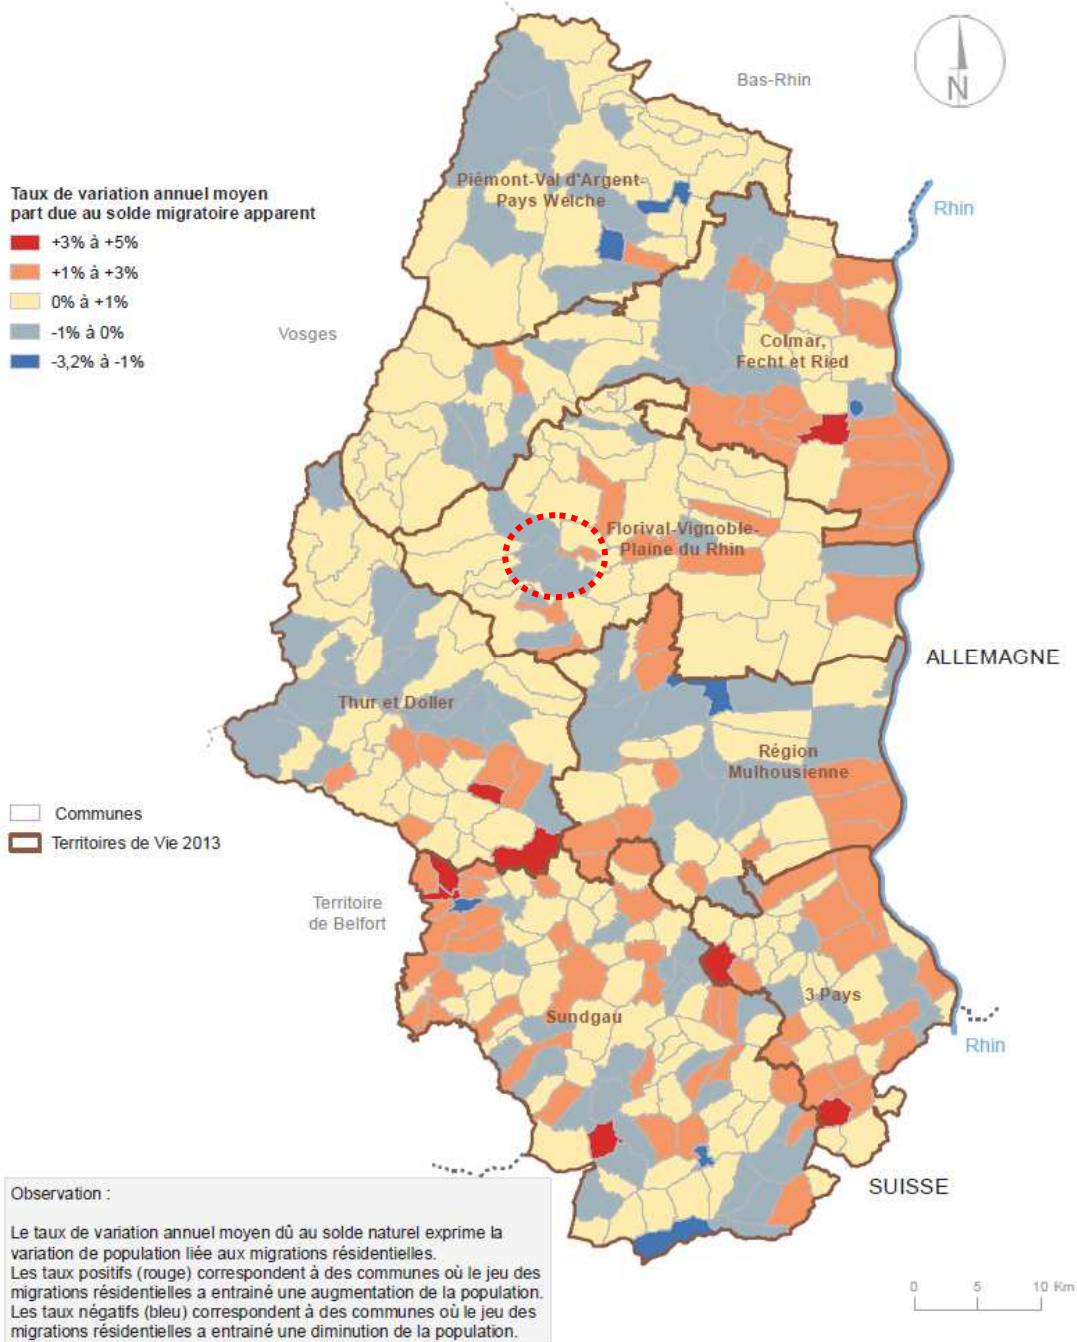 Bas-Rhin
N
Taux de variation annuel moyen
part due au solde migratoire apparent
+3% à +5%
+1% à +3%
0% à +1%
-1% à 0%
-3,2% à -1%
Piémont-Val d'Argent-
Pays Welche
Rhin
Vosges
Colmar,
Fecht et Ried
Florival-Vignoble-
Plaine du Rhin
ALLEMAGNE
Thur et Doller
Région
Mulhousienne
Communes
Territoires de Vie 2013
Territoire
de Belfort
3 Pays
Sundgau
Rhin
SUISSE
Observation :
Le taux de variation annuel moyen dû au solde naturel exprime la
variation de population liée aux migrations résidentielles.
Les taux positifs (rouge) correspondent à des communes où le jeu des
migrations résidentielles a entrainé une augmentation de la population.
Les taux négatifs (bleu) correspondent à des communes où le jeu des
migrations résidentielles a entrainé une diminution de la population.
0 5 10 Km